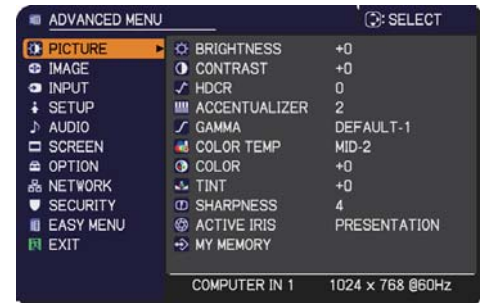 ADVANCED MENU : SELECT
PICTURE
IMAGE
INPUT
SETUP
AUDIO
SCREEN
OPTION
NETWORK
SECURITY
EASY MENU
EXIT
BRIGHTNESS +0
CONTRAST +0
HDCR 0
ACCENTUALIZER 2
GAMMA DEFAULT-1
COLOR TEMP MID-2
COLOR +0
TINT +0
SHARPNESS 4
ACTIVE IRIS PRESENTATION
MY MEMORY
COMPUTER IN 1 1024 x 768 @60Hz